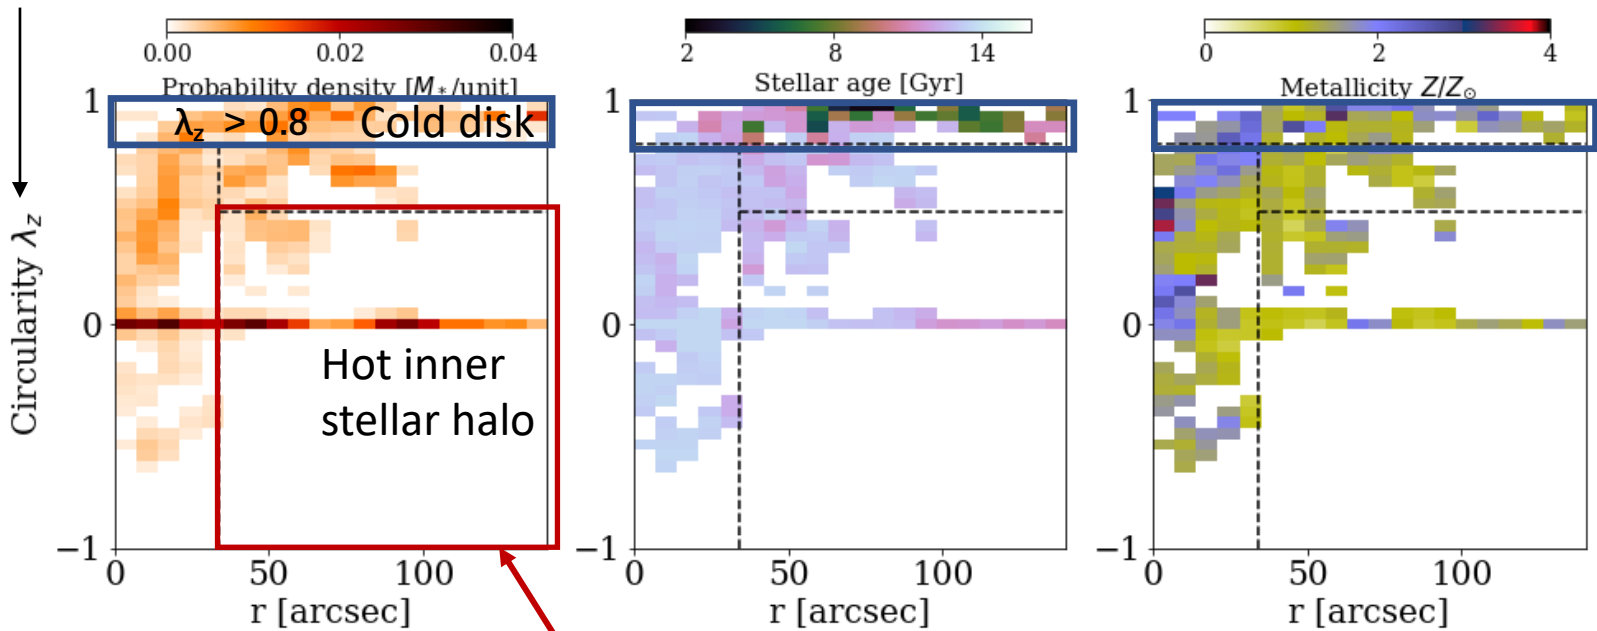 0.00 0.02 0.04
Probability density [M*/unit]
1
λz > 0.8 Cold disk
0
Hot inner
stellar halo
−1
0 50 100
r [arcsec]
Circularity λz
2 8 14
Stellar age [Gyr]
1
0
−1
0 50 100
r [arcsec]
0 2 4
Metallicity Z/Z⊙
1
0
−1
0 50 100
r [arcsec]